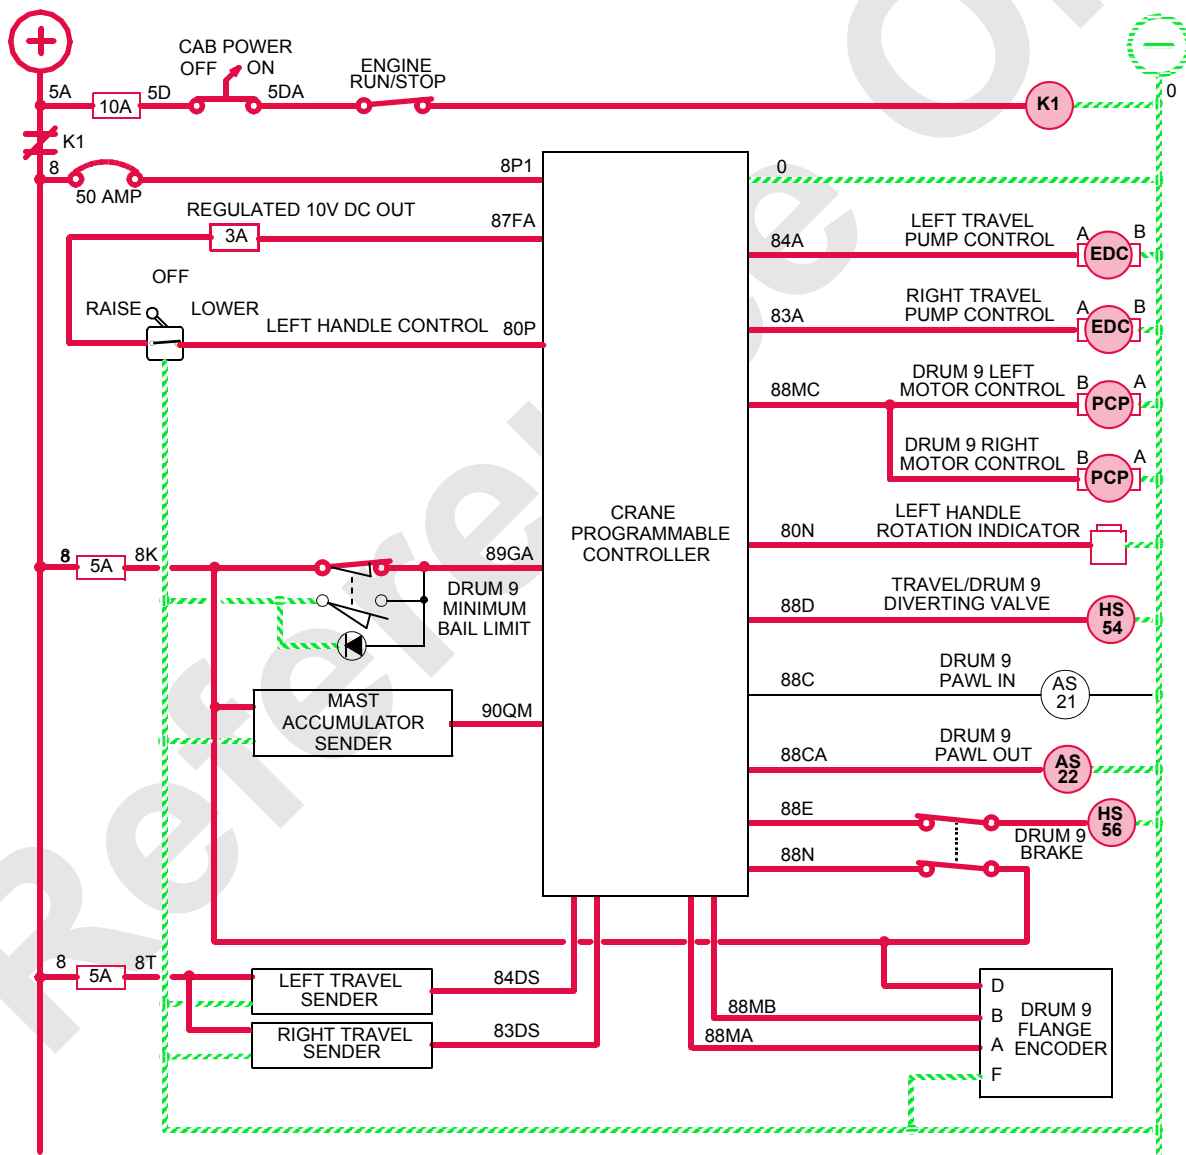 CAB POWER
OFF ON
ENGINE
RUN/STOP
5A
10A
5D
5DA
K1
0
K1
8
50 AMP
8P1
0
REGULATED 10V DC OUT
3A
87FA
OFF
RAISE
LOWER
LEFT HANDLE CONTROL
80P
84A
LEFT TRAVEL
PUMP CONTROL
A
EDC
B
83A
RIGHT TRAVEL
PUMP CONTROL
A
EDC
B
88MC
DRUM 9 LEFT
MOTOR CONTROL
B
PCP
A
DRUM 9 RIGHT
MOTOR CONTROL
B
PCP
A
CRANE
PROGRAMMABLE
CONTROLLER
80N
LEFT HANDLE
ROTATION INDICATOR
8
5A
8K
89GA
DRUM 9
MINIMUM
BAIL LIMIT
88D
TRAVEL/DRUM 9
DIVERTING VALVE
HS
54
88C
DRUM 9
PAWL IN
AS
21
MAST
ACCUMULATOR
SENDER
90QM
88CA
DRUM 9
PAWL OUT
AS
22
88E
HS
56
DRUM 9
BRAKE
88N
8
5A
8T
LEFT TRAVEL
SENDER
84DS
RIGHT TRAVEL
SENDER
83DS
88MB
88MA
D
B
A
F
DRUM 9
FLANGE
ENCODER